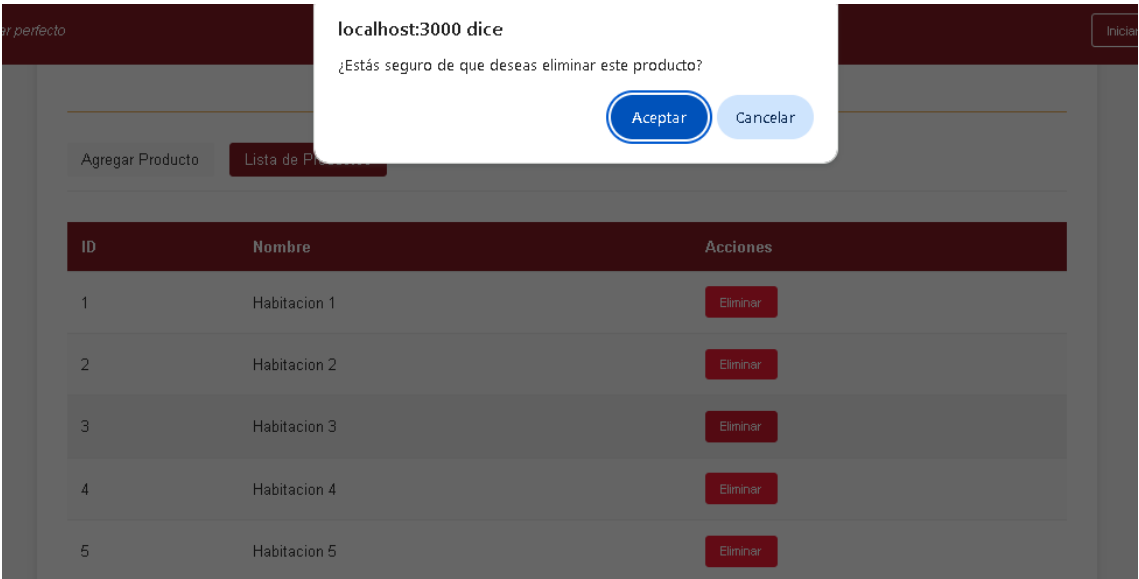 localhost:3000 dice
¿Estás seguro de que deseas eliminar este producto?
Aceptar Cancelar
perfecto
Agregar Producto Lista de
ID Nombre Acciones
1 Habitacion 1 Eliminar
2 Habitacion 2 Eliminar
3 Habitacion 3 Eliminar
4 Habitacion 4 Eliminar
5 Habitacion 5 Eliminar